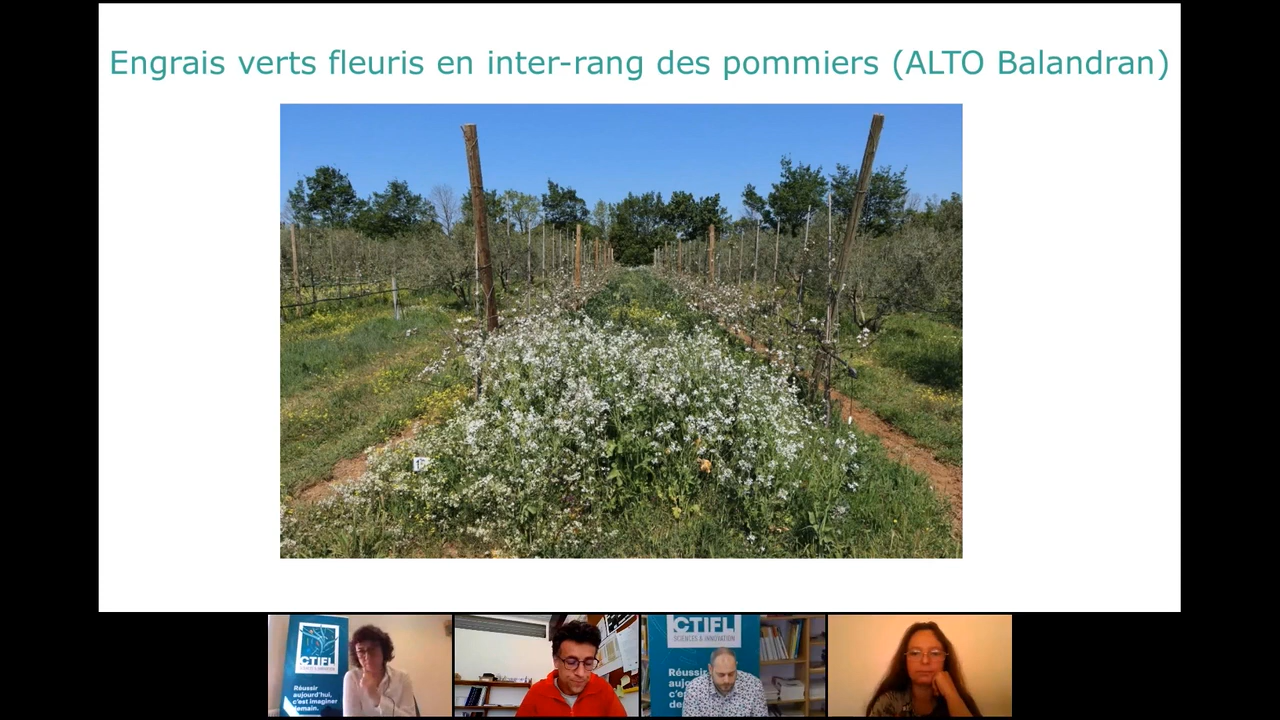 Engrais verts fleuris en inter-rang des pommiers (ALTO Balandran)
CTIFL
Réussir
aujourd'hui,
c'est imaginer
demain.
CTIFL
SCIENCES & INNOVATION
Réussir